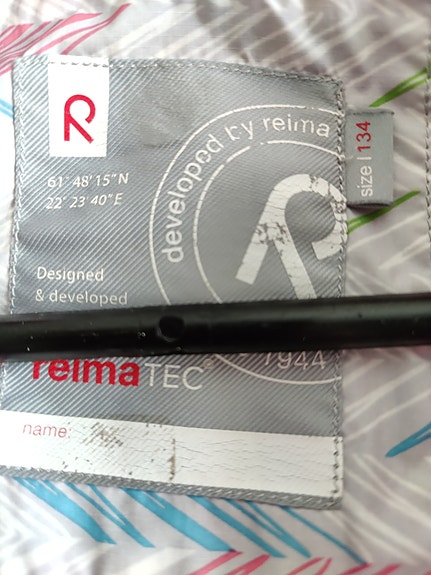 R
61° 48' 15" N
22° 23' 40" E
developed by reima
size | 134
Designed
& developed
1944
reimaTEC®
name: